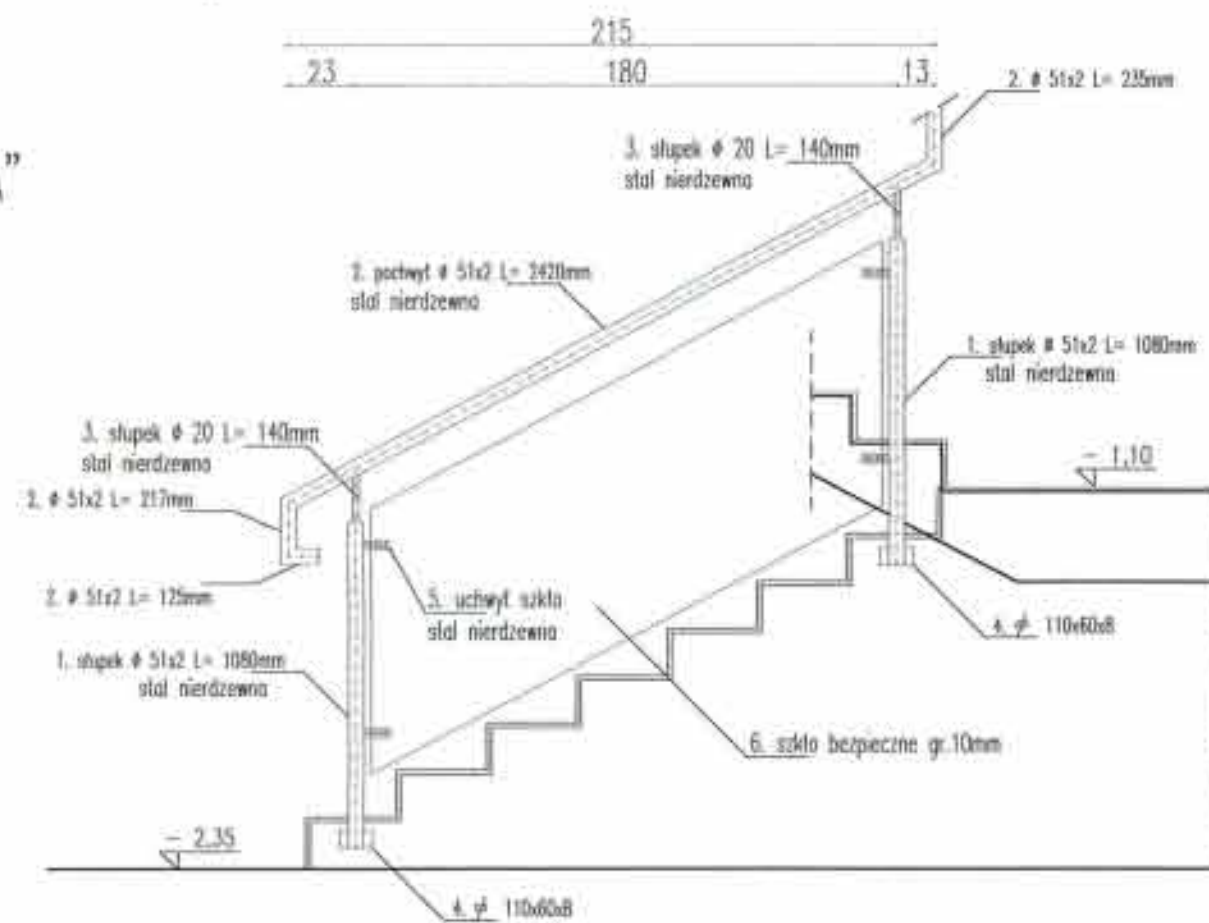 215
23 180 13
2. ϕ 51x2 L= 235mm
”
3. słupek ϕ 20 L= 140mm
stal nierdzewna
2. pochwyt ϕ 51x2 L= 2420mm
stal nierdzewna
1. słupek ϕ 51x2 L= 1080mm
stal nierdzewna
3. słupek ϕ 20 L= 140mm
stal nierdzewna
- 1,10
2. ϕ 51x2 L= 217mm
2. ϕ 51x2 L= 125mm
5. uchwyt szkła
stal nierdzewna
4. ϕ 110x60x8
1. słupek ϕ 51x2 L= 1080mm
stal nierdzewna
6. szkło bezpieczne gr.10mm
- 2,35
4. ϕ 110x60x8